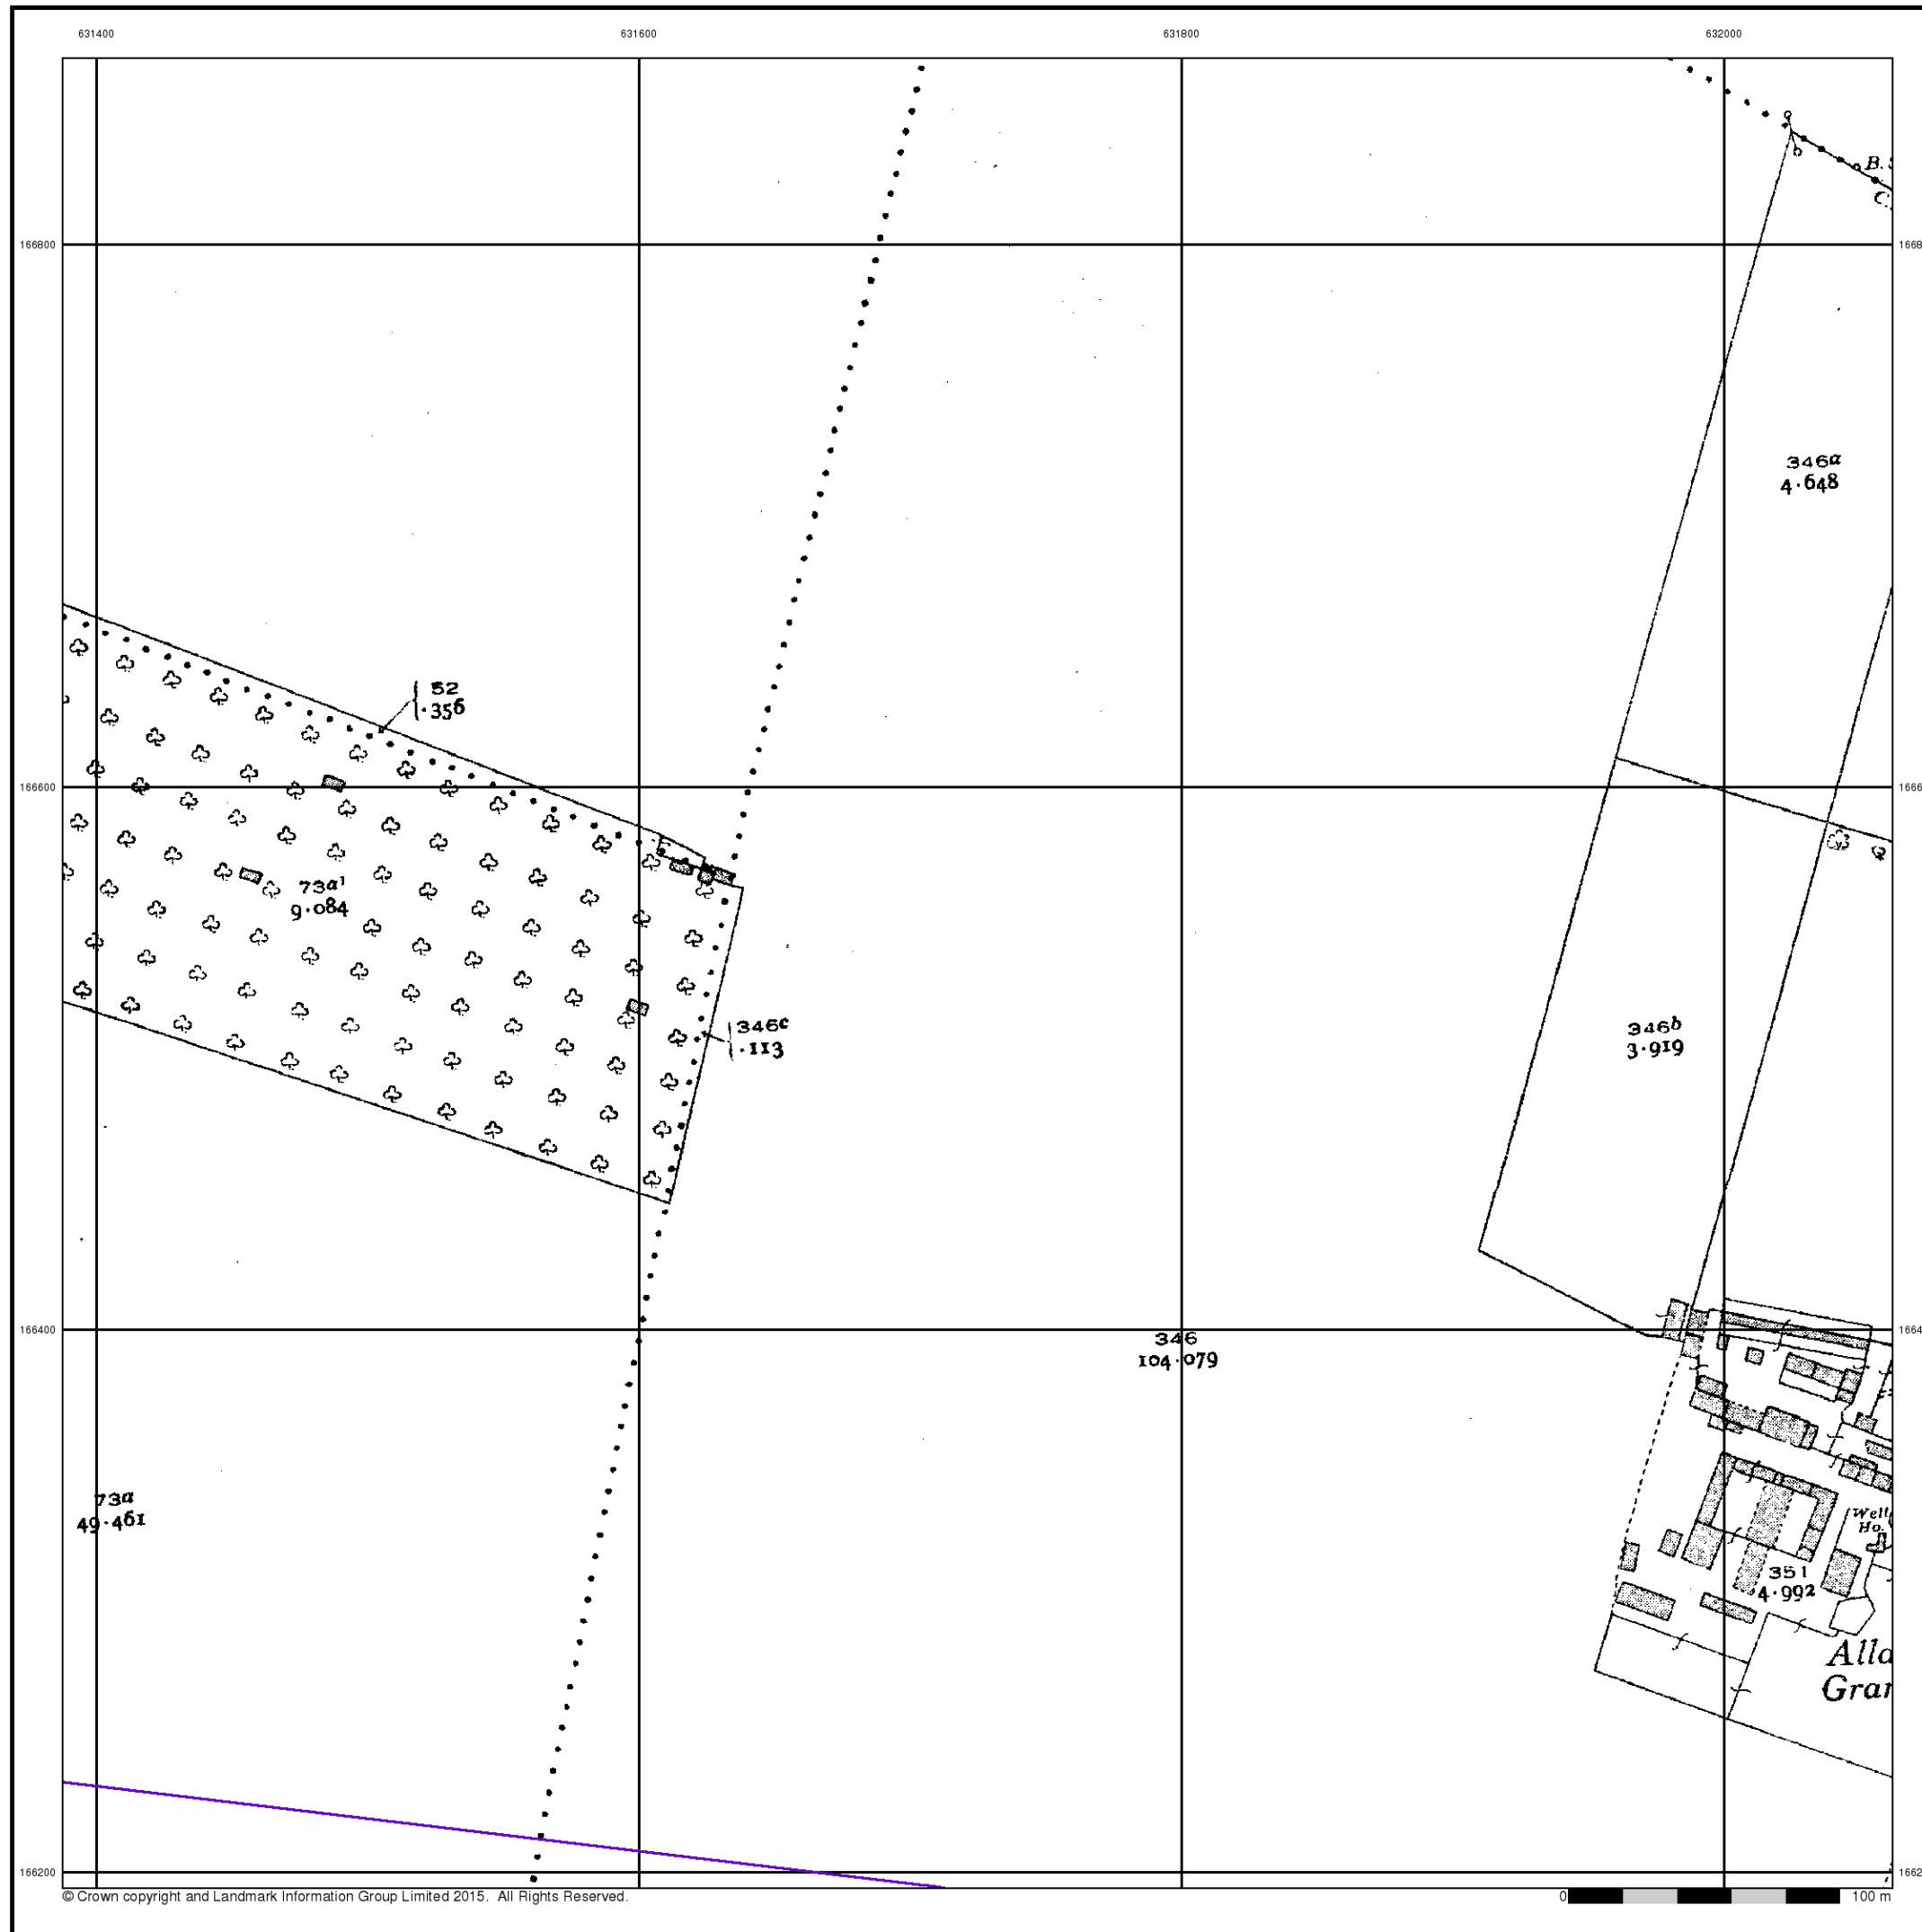 631400 631600 631800 632000
B.
C.
166800
346a
4.648
52
.356
166600
73a¹
9.084
346c
.113
346b
3.919
166400
346
104.079
73a
49.461
Well
Ho.
351
4.992
166200
© Crown copyright and Landmark Information Group Limited 2015. All Rights Reserved.
0 100 m